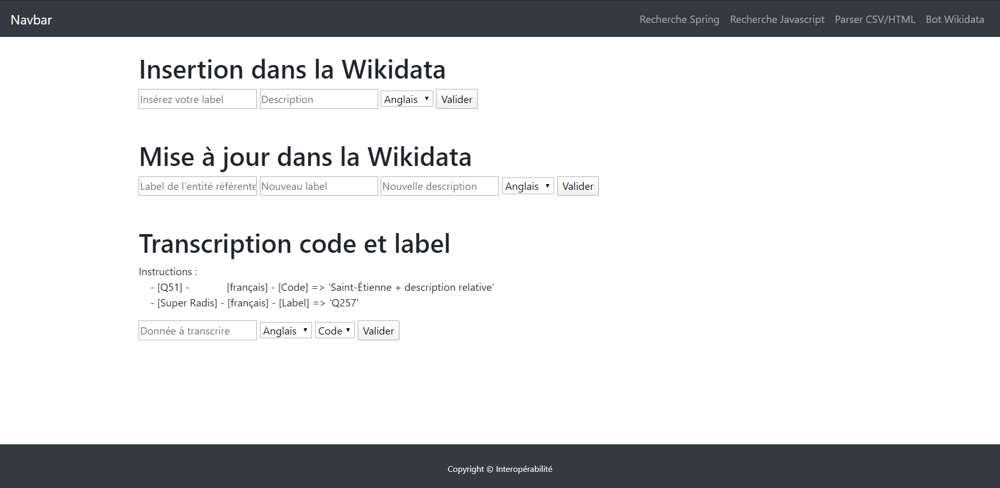 Navbar Recherche Spring Recherche Javascript Parser CSV/HTML Bot Wikidata
Insertion dans la Wikidata
Insérez votre label Description Anglais Valider
Mise à jour dans la Wikidata
Label de l'entité référente Nouveau label Nouvelle description Anglais Valider
Transcription code et label
Instructions :
- [Q51] - [français] - [Code] => 'Saint-Étienne + description relative'
- [Super Radis] - [français] - [Label] => 'Q257'
Donnée à transcrire Anglais Code Valider
Copyright © Interopérabilité